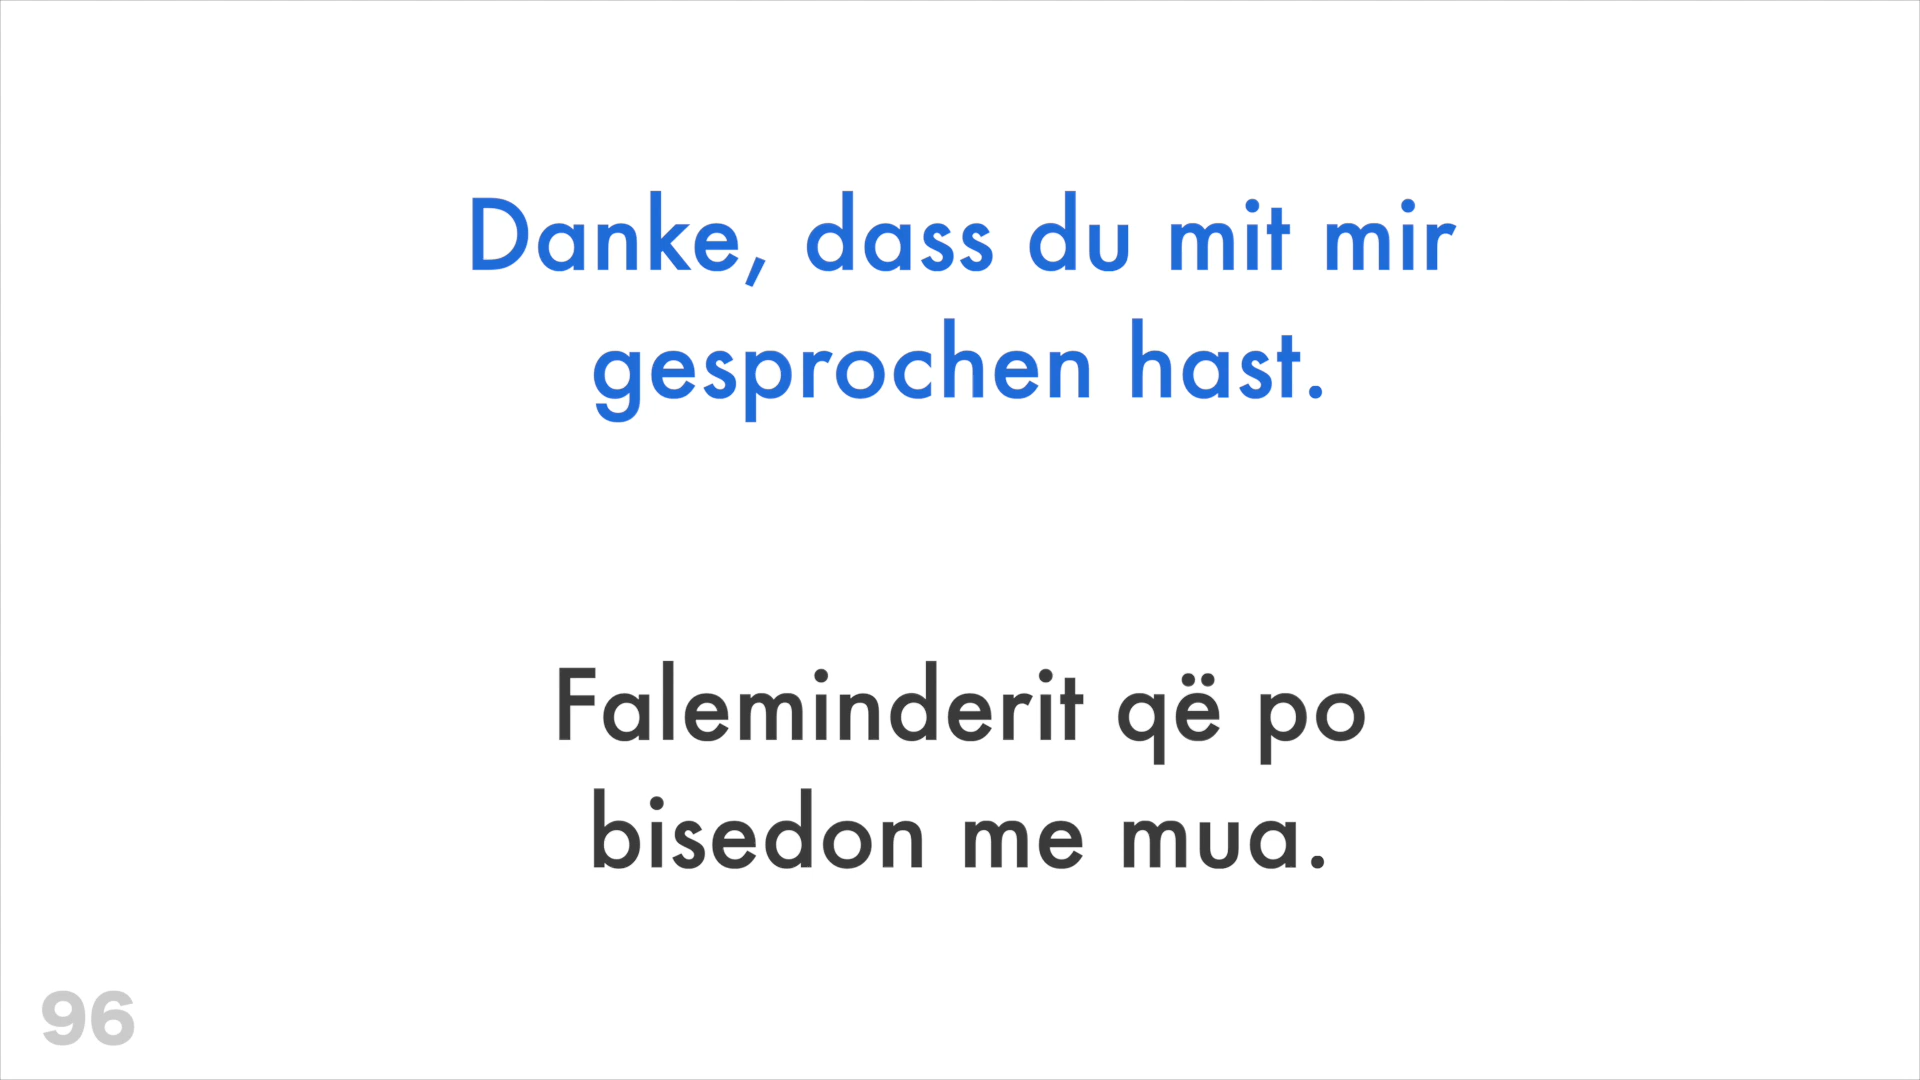 Danke, dass du mit mir
gesprochen hast.
Faleminderit që po
bisedon me mua.
96